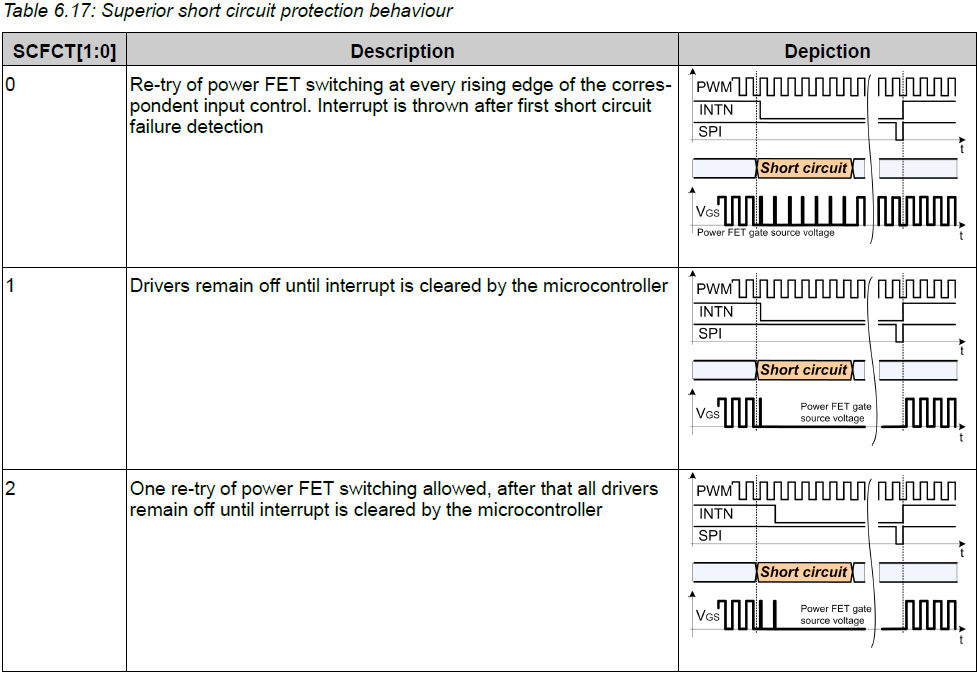 Table 6.17: Superior short circuit protection behaviour
SCFCT[1:0]
Description
Depiction
0
Re-try of power FET switching at every rising edge of the corres-
pondent input control. Interrupt is thrown after first short circuit
failure detection
PWM
INTN
SPI
t
Short circuit
VGS
Power FET gate source voltage
t
1
Drivers remain off until interrupt is cleared by the microcontroller
PWM
INTN
SPI
t
Short circuit
VGS
Power FET gate
source voltage
t
2
One re-try of power FET switching allowed, after that all drivers
remain off until interrupt is cleared by the microcontroller
PWM
INTN
SPI
t
Short circuit
VGS
Power FET gate
source voltage
t